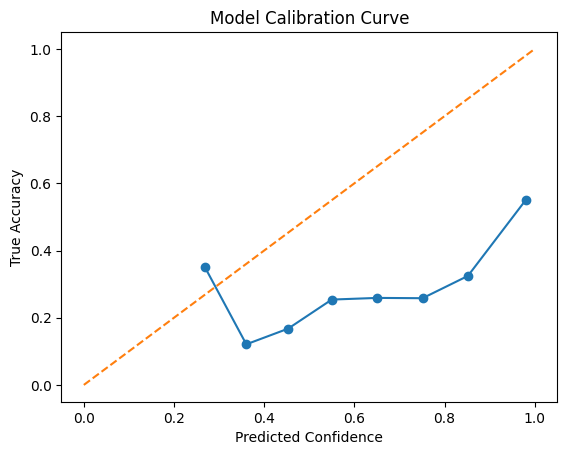 Model Calibration Curve
1.0
0.8
0.6
0.4
0.2
0.0
True Accuracy
0.0 0.2 0.4 0.6 0.8 1.0
Predicted Confidence